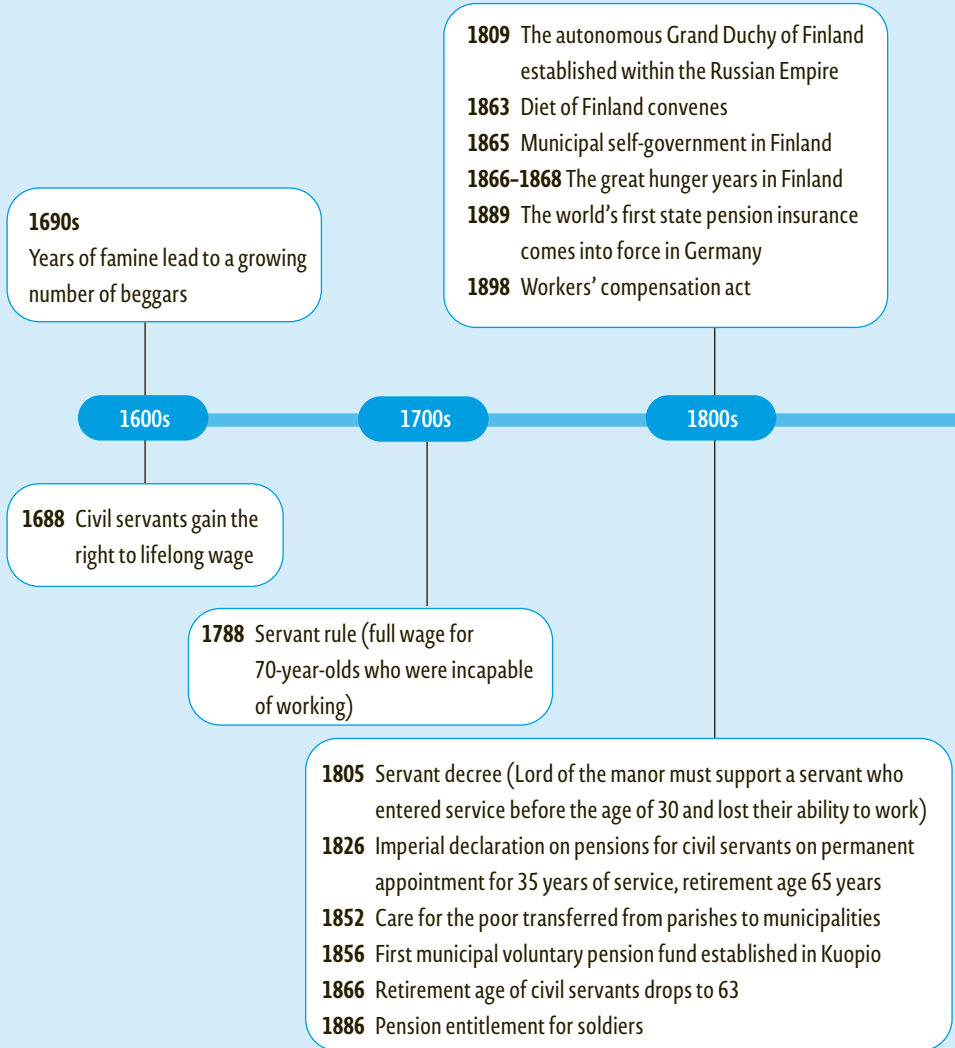 1809 The autonomous Grand Duchy of Finland
established within the Russian Empire
1863 Diet of Finland convenes
1865 Municipal self-government in Finland
1866–1868 The great hunger years in Finland
1889 The world's first state pension insurance
comes into force in Germany
1898 Workers' compensation act
1690s
Years of famine lead to a growing
number of beggars
1600s
1700s
1800s
1688 Civil servants gain the
right to lifelong wage
1788 Servant rule (full wage for
70-year-olds who were incapable
of working)
1805 Servant decree (Lord of the manor must support a servant who
entered service before the age of 30 and lost their ability to work)
1826 Imperial declaration on pensions for civil servants on permanent
appointment for 35 years of service, retirement age 65 years
1852 Care for the poor transferred from parishes to municipalities
1856 First municipal voluntary pension fund established in Kuopio
1866 Retirement age of civil servants drops to 63
1886 Pension entitlement for soldiers